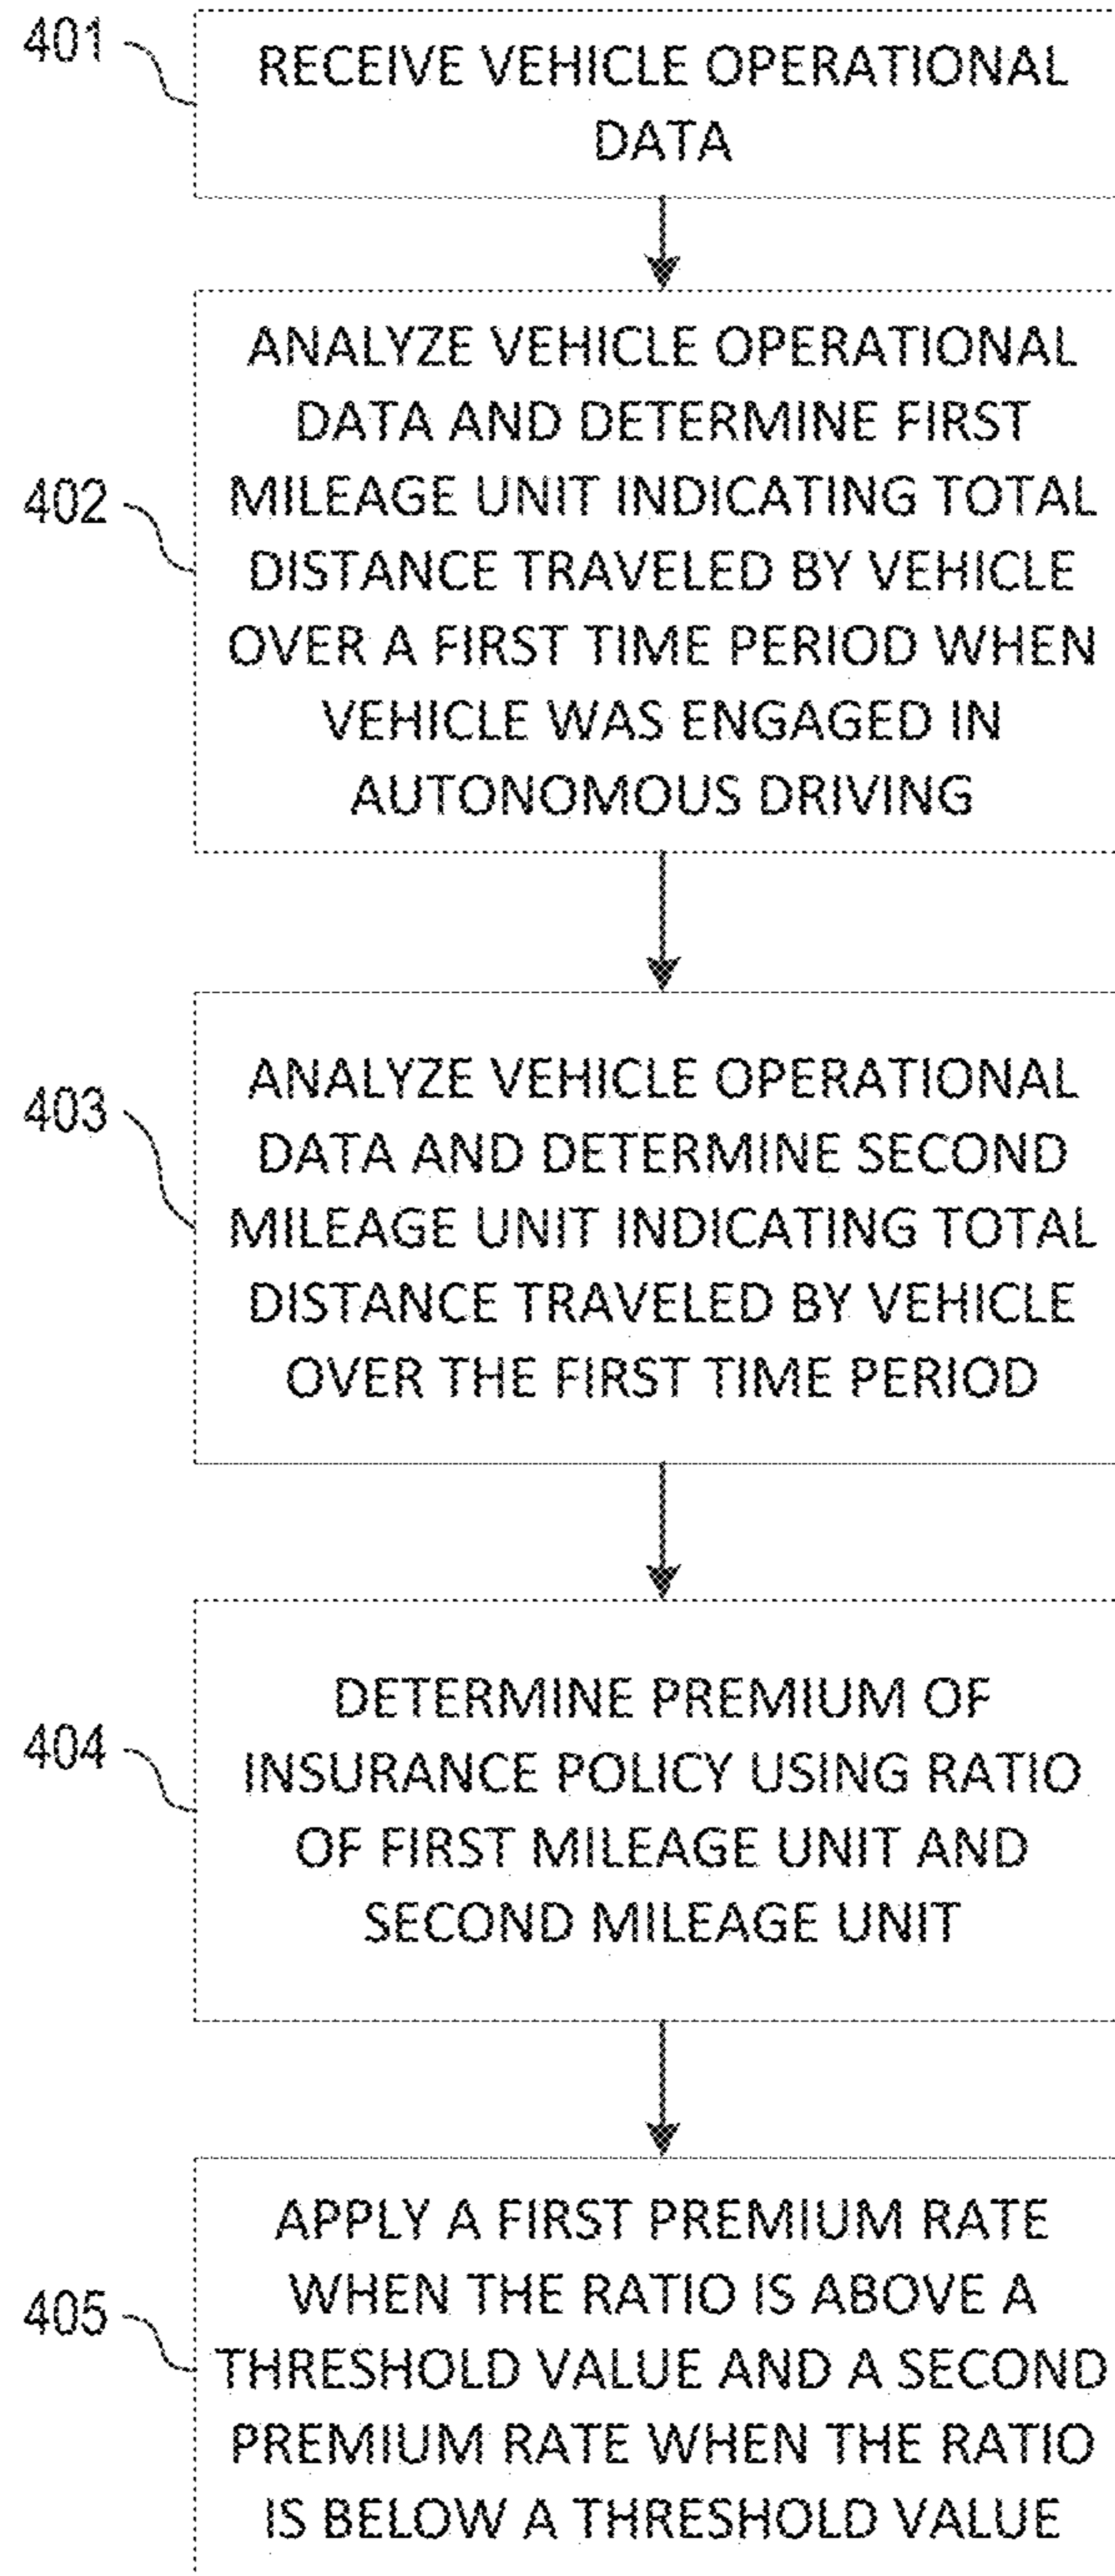 401
RECEIVE VEHICLE OPERATIONAL
DATA
402
ANALYZE VEHICLE OPERATIONAL
DATA AND DETERMINE FIRST
MILEAGE UNIT INDICATING TOTAL
DISTANCE TRAVELED BY VEHICLE
OVER A FIRST TIME PERIOD WHEN
VEHICLE WAS ENGAGED IN
AUTONOMOUS DRIVING
403
ANALYZE VEHICLE OPERATIONAL
DATA AND DETERMINE SECOND
MILEAGE UNIT INDICATING TOTAL
DISTANCE TRAVELED BY VEHICLE
OVER THE FIRST TIME PERIOD
404
DETERMINE PREMIUM OF
INSURANCE POLICY USING RATIO
OF FIRST MILEAGE UNIT AND
SECOND MILEAGE UNIT
405
APPLY A FIRST PREMIUM RATE
WHEN THE RATIO IS ABOVE A
THRESHOLD VALUE AND A SECOND
PREMIUM RATE WHEN THE RATIO
IS BELOW A THRESHOLD VALUE